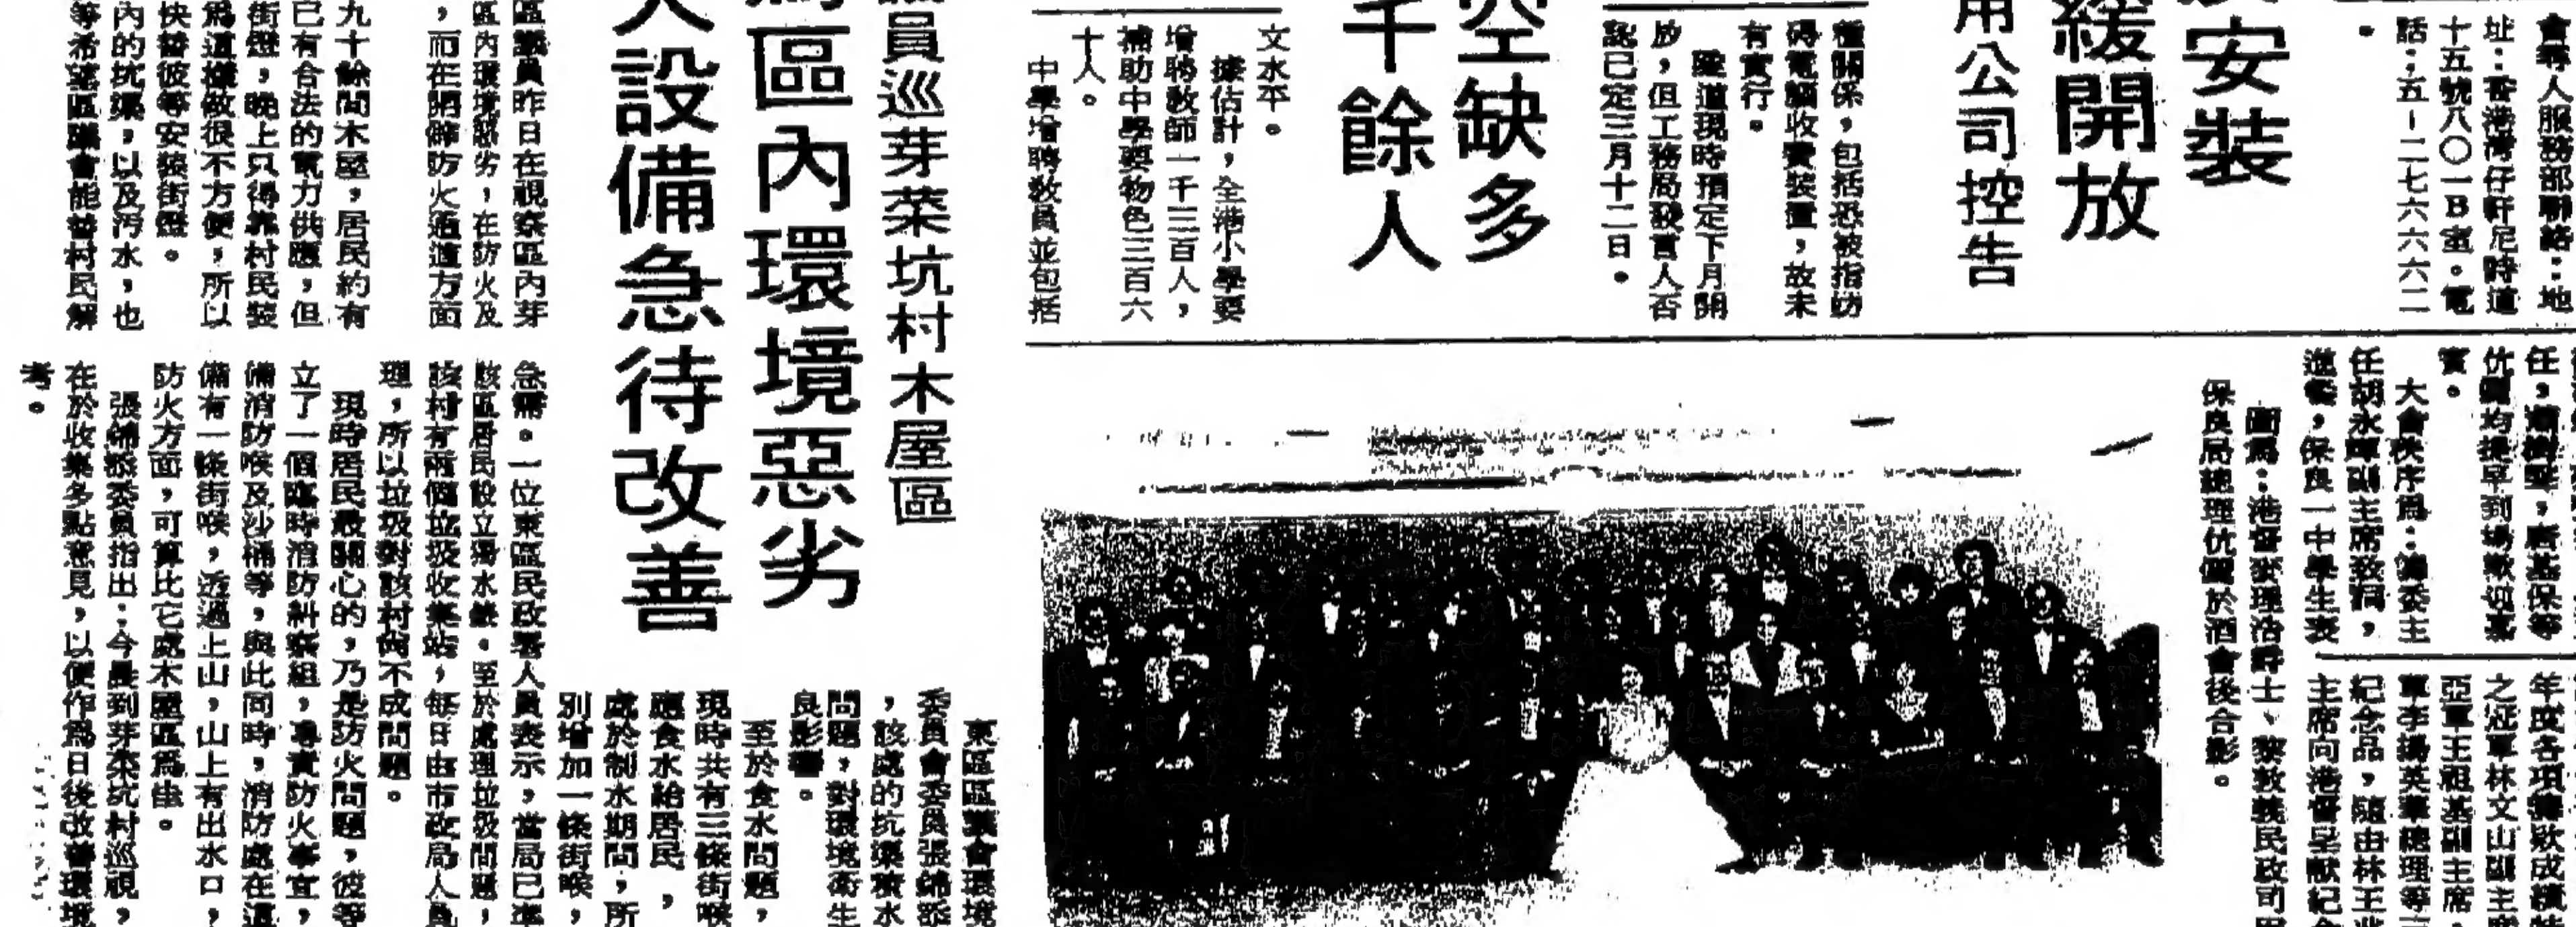 會尋人服務部聯絡：地
址：香港灣仔軒尼詩道
十五號八〇一B室。電
話：五－二七六六六二
。
安裝
緩開放
用公司控告
種關係，包括恐被指妨
碍電腦收費裝置，故未
有實行。
隧道現時預定下月開
放，但工務局發言人否
認已定三月十二日。
空缺多
千餘人
文水平。
據估計，全港小學要
增聘教師一千三百人，
補助中學要物色三百六
十人。
中學增聘教員並包括
任，
伉儷均提早到場歡迎嘉
賓。
大會秩序為：
任胡永輝副主席致詞，
進餐，保良一中學生表
圖為：港督麥理浩爵士、黎敦義民政司
保良局總理伉儷於酒會後合影。
年度各項籌欵成績
之冠軍林文山副主席
亞軍王祖基副主席，
軍李揚英華總理等
紀念品，隨由林王
主席向港督呈獻紀念
議員巡芽菜坑村木屋區
區內環境惡劣
設備急待改善
區議員昨日在視察區內芽
區內環境惡劣，在防火及
，而在開僻防火通道方面
九十餘間木屋，居民約有
已有合法的電力供應，但
街燈，晚上只得靠村民裝
為這樣做很不方便，所以
快替彼等安裝街燈。
內的坑渠，以及汚水，也
等希望區議會能替村民解
東區區議會環境
委員會委員張錦添
，該處的坑渠積水
問題，對環境衛生
良影響。
至於食水問題，
現時共有三條街喉
應食水給居民，
處於制水期間，所
別增加一條街喉，
急需。一位東區民政署人員表示，當局已準
該區居民設立濁水錶。至於處理垃圾問題，
該村有兩個垃圾收集站，每日由市政局人員
理，所以垃圾對該村尚不成問題。
現時居民最關心的，乃是防火問題，彼等
立了一個臨時消防糾察組，專責防火事宜，
備消防喉及沙桶等，與此同時，消防處在這
備有一條街喉，透過上山，山上有出水口，
防火方面，可算比它處木屋區為佳。
張錦添委員指出：今晨到芽菜坑村巡視，
在於收集多點意見，以便作為日後改善環境
考。